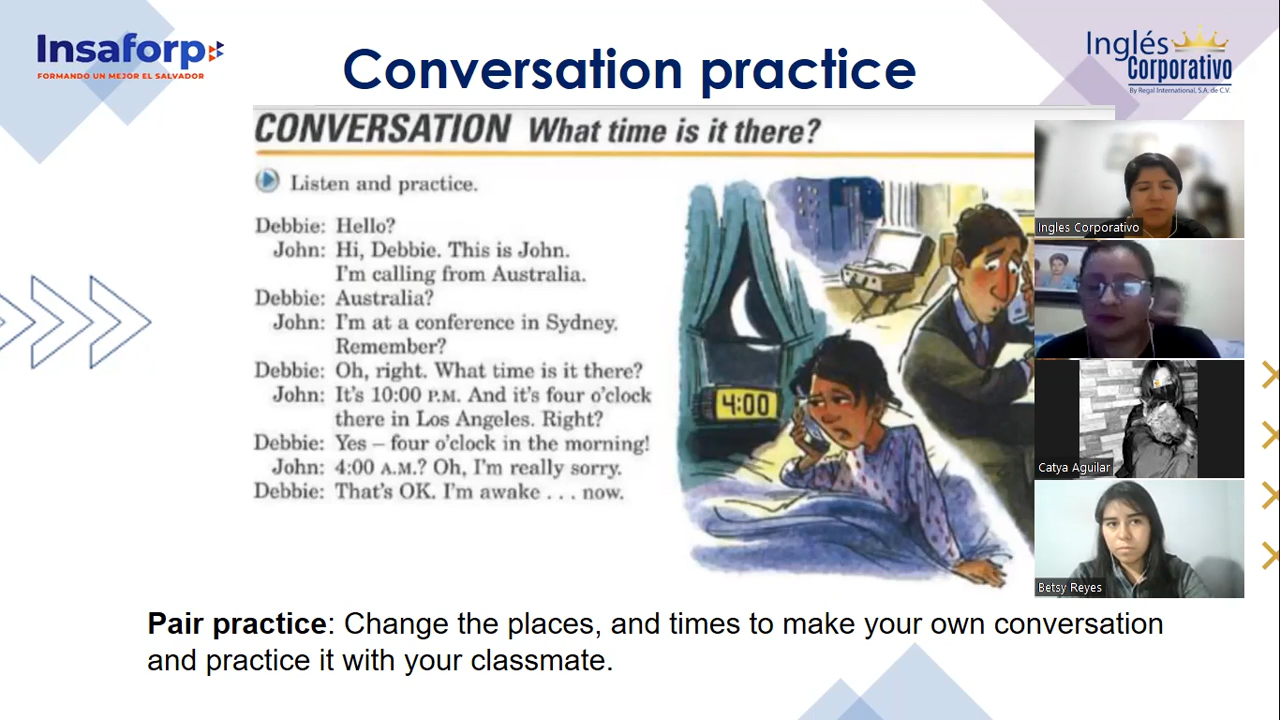 Insaforp
FORMANDO UN MEJOR EL SALVADOR
Conversation practice
Inglés
Corporativo
By Regal International, S.A. de C.V.
CONVERSATION What time is it there?
Listen and practice.
Debbie: Hello?
John: Hi, Debbie. This is John.
I'm calling from Australia.
Debbie: Australia?
John: I'm at a conference in Sydney.
Remember?
Debbie: Oh, right. What time is it there?
John: It's 10:00 P.M. And it's four o'clock
there in Los Angeles. Right?
Debbie: Yes – four o'clock in the morning!
John: 4:00 A.M.? Oh, I'm really sorry.
Debbie: That's OK. I'm awake . . . now.
4:00
Ingles Corporativo
Catya Aguilar
Betsy Reyes
Pair practice: Change the places, and times to make your own conversation
and practice it with your classmate.